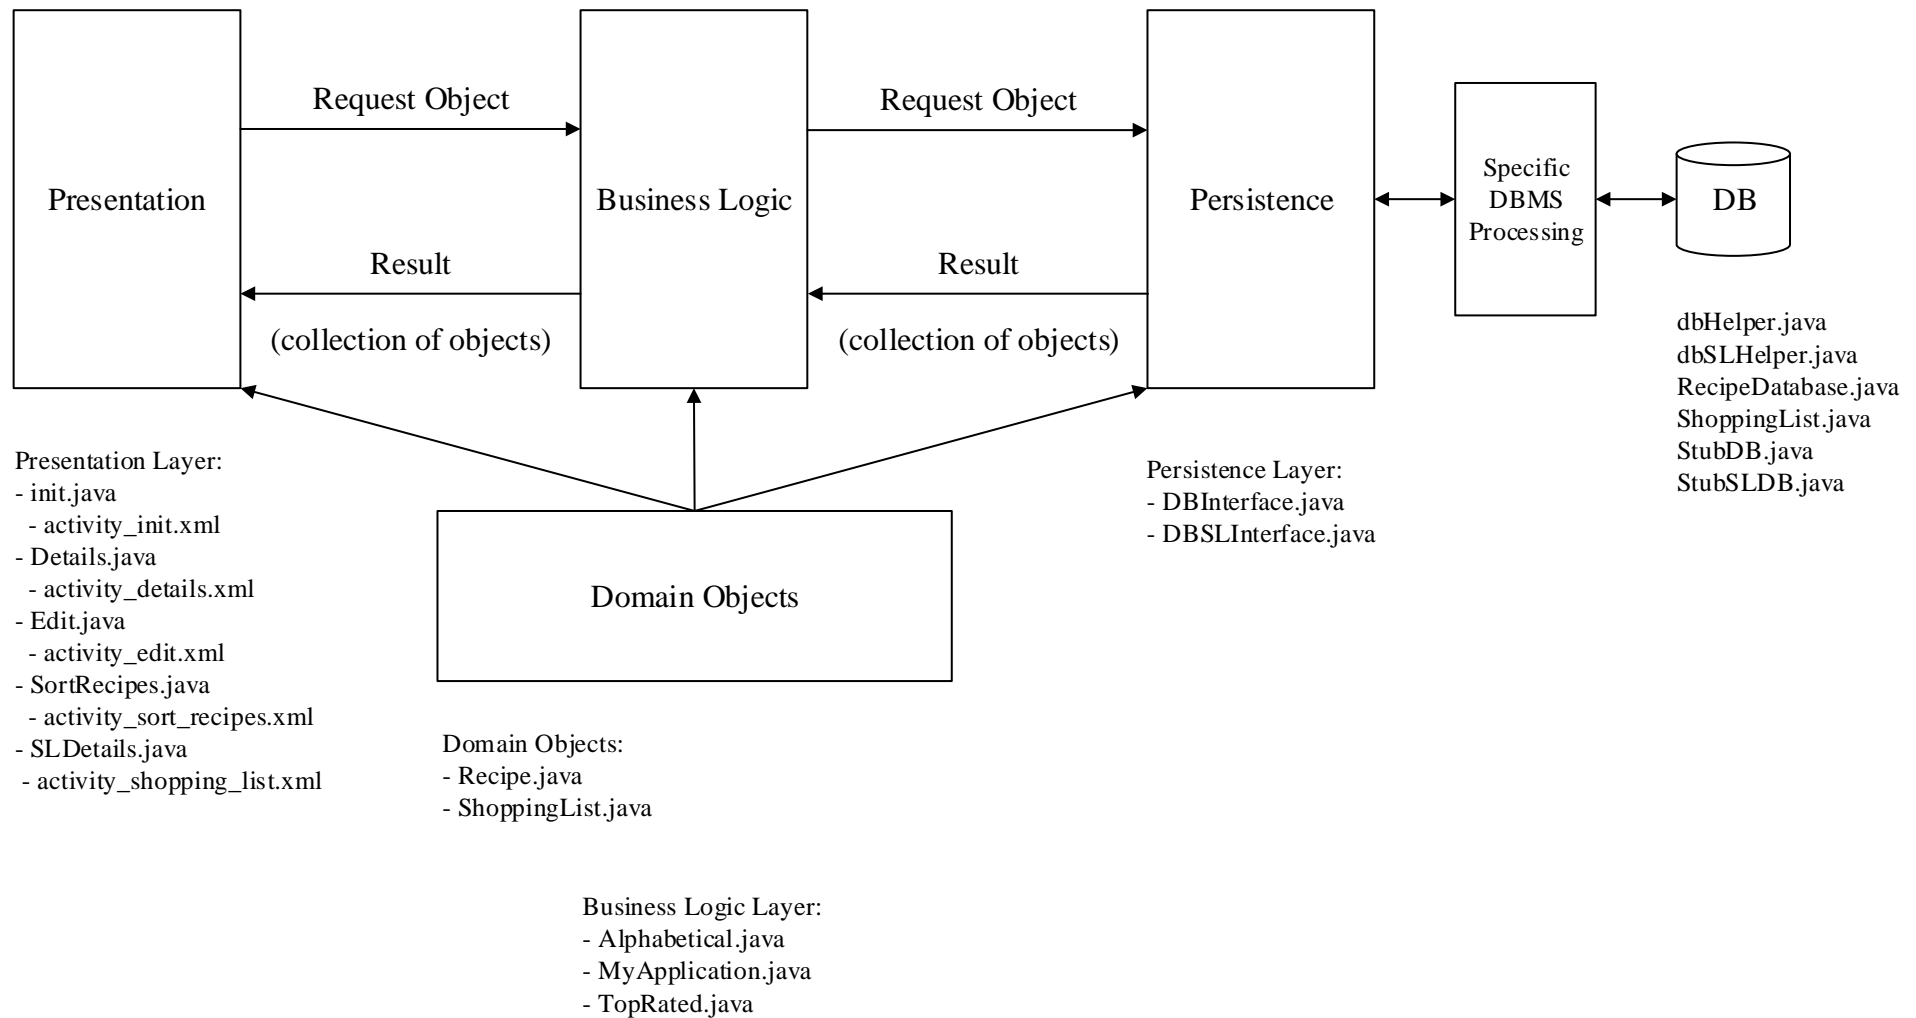 Request Object
Request Object
Presentation
Business Logic
Persistence
Specific
DBMS
Processing
DB
Result
Result
(collection of objects)
(collection of objects)
dbHelper.java
dbSLHelper.java
RecipeDatabase.java
ShoppingList.java
StubDB.java
StubSLDB.java
Presentation Layer:
- init.java
- activity_init.xml
- Details.java
- activity_details.xml
- Edit.java
- activity_edit.xml
- SortRecipes.java
- activity_sort_recipes.xml
- SLDetails.java
- activity_shopping_list.xml
Persistence Layer:
- DBInterface.java
- DBSLInterface.java
Domain Objects
Domain Objects:
- Recipe.java
- ShoppingList.java
Business Logic Layer:
- Alphabetical.java
- MyApplication.java
- TopRated.java